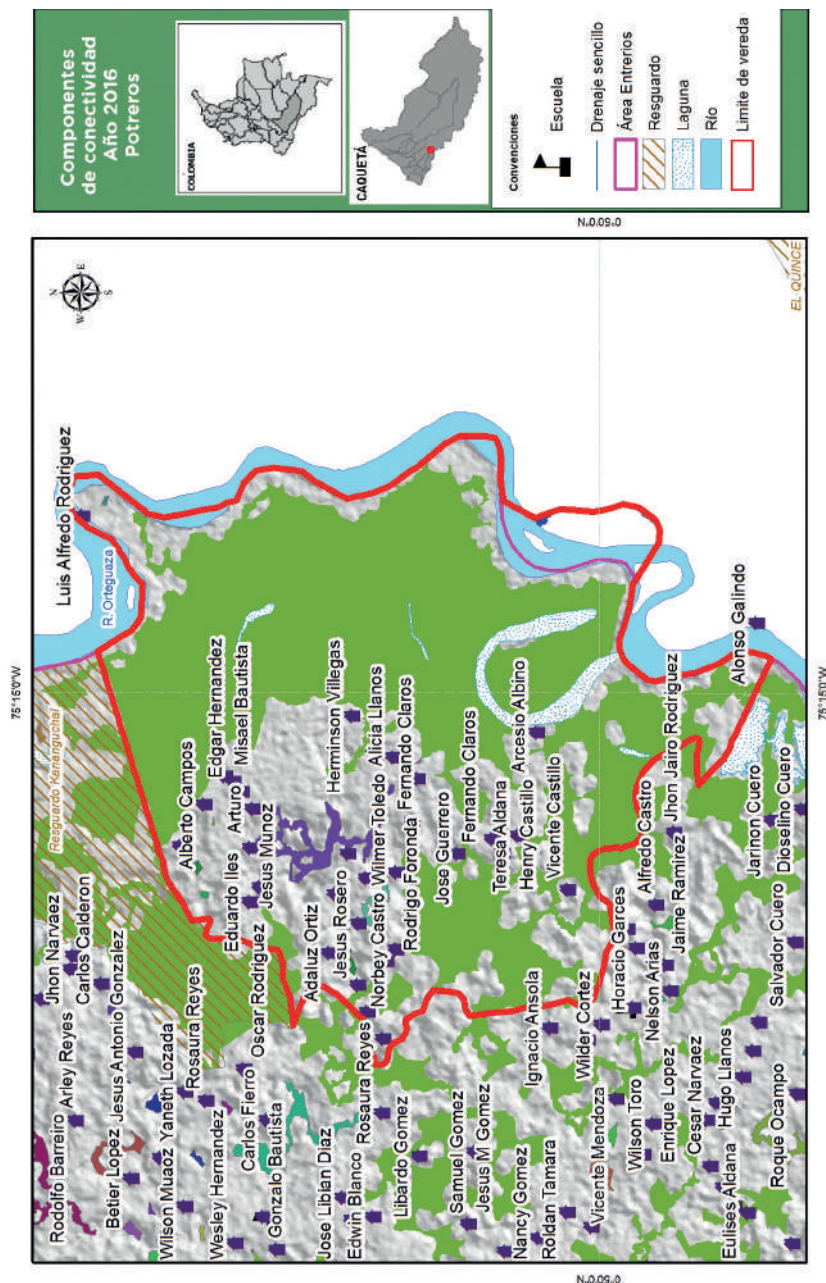 Componentes
de conectividad
Año 2016
Potreros
COLOMBIA
CAQUETÁ
Convenciones
Escuela
Drenaje sencillo
Área Entrerios
Resguardo
Laguna
Río
Limite de vereda
75°15'0"W
75°15'0"W
0°50'0"N
0°50'0"N
N
E
S
W
EL QUINCE
R. Orteguaza
Resguardo Kananguchal
Luis Alfredo Rodriguez
Jhon Narvaez
Carlos Calderon
Rodolfo Barreiro
Arley Reyes
Jesus Antonio Gonzalez
Betier Lopez
Yaneth Lozada
Wilson Muaoz
Rosaura Reyes
Wesley Hernandez
Oscar Rodriguez
Carlos Fierro
Gonzalo Bautista
Alberto Campos
Edgar Hernandez
Misael Bautista
Arturo
Eduardo Iles
Jesus Munoz
Adaluz Ortiz
Jesus Rosero
Herminson Villegas
Norbey Castro
Wilmer Toledo
Alicia Llanos
Jose Libian Diaz
Edwin Blanco
Rosaura Reyes
Rodrigo Foronda
Fernando Claros
Libardo Gomez
Jose Guerrero
Fernando Claros
Samuel Gomez
Jesus M Gomez
Teresa Aldana
Henry Castillo
Arcesio Albino
Nancy Gomez
Roldan Tamara
Ignacio Ansola
Vicente Castillo
Wilder Cortez
Vicente Mendoza
Horacio Garces
Alfredo Castro
Jhon Jairo Rodriguez
Alonso Galindo
Wilson Toro
Nelson Arias
Jaime Ramirez
Enrique Lopez
Cesar Narvaez
Hugo Llanos
Eulises Aldana
Salvador Cuero
Jarinon Cuero
Dioselino Cuero
Roque Ocampo